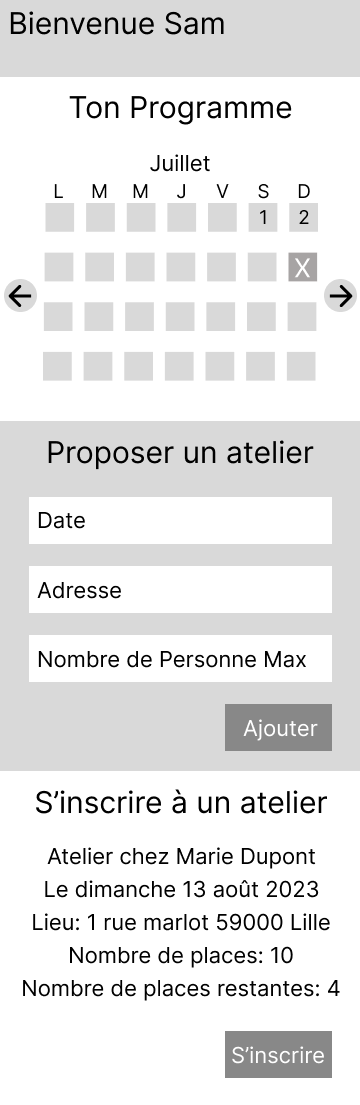 Bienvenue Sam
Ton Programme
Juillet
L M M J V S D
1 2
X
Proposer un atelier
Date
Adresse
Nombre de Personne Max
Ajouter
S’inscrire à un atelier
Atelier chez Marie Dupont
Le dimanche 13 août 2023
Lieu: 1 rue marlot 59000 Lille
Nombre de places: 10
Nombre de places restantes: 4
S’inscrire